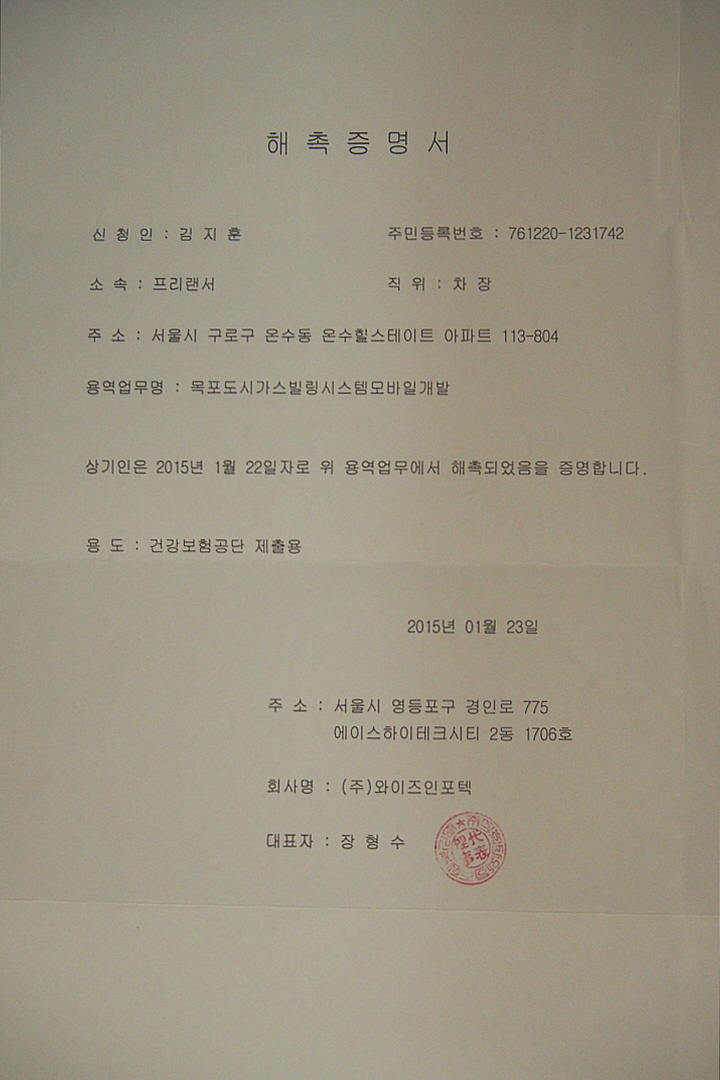 해 촉 증 명 서
신 청 인 : 김 지 훈 주민등록번호 : 761220-1231742
소 속 : 프리랜서 직 위 : 차 장
주 소 : 서울시 구로구 온수동 온수힐스테이트 아파트 113-804
용역업무명 : 목포도시가스빌링시스템모바일개발
상기인은 2015년 1월 22일자로 위 용역업무에서 해촉되었음을 증명합니다.
용 도 : 건강보험공단 제출용
2015년 01월 23일
주 소 : 서울시 영등포구 경인로 775
에이스하이테크시티 2동 1706호
회사명 : (주)와이즈인포텍
대표자 : 장 형 수